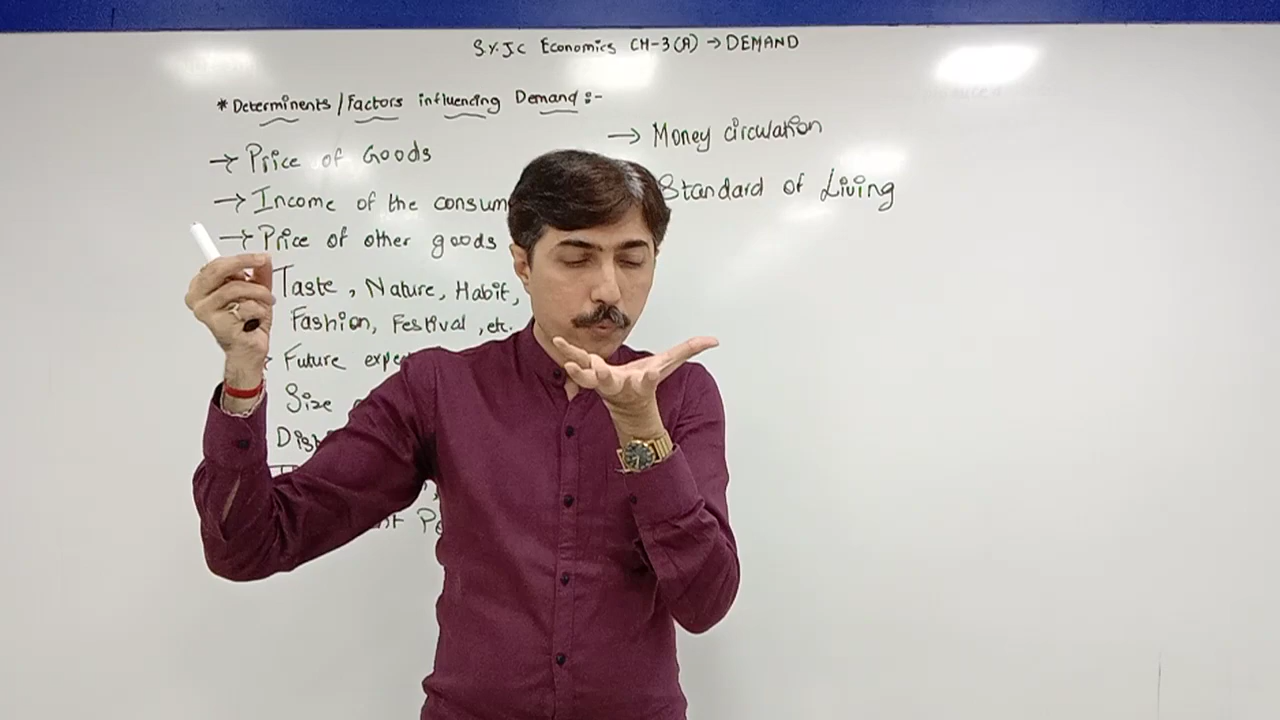 S.Y.J.C Economics CH-3(A) → DEMAND
* Determinents / Factors influencing Demand :-
→ Price of Goods
→ Income of the consum
→ Price of other goods
Taste, Nature, Habit,
Fashion, Festival, etc.
Future expe
Size
→ Money circulation
Standard of Living